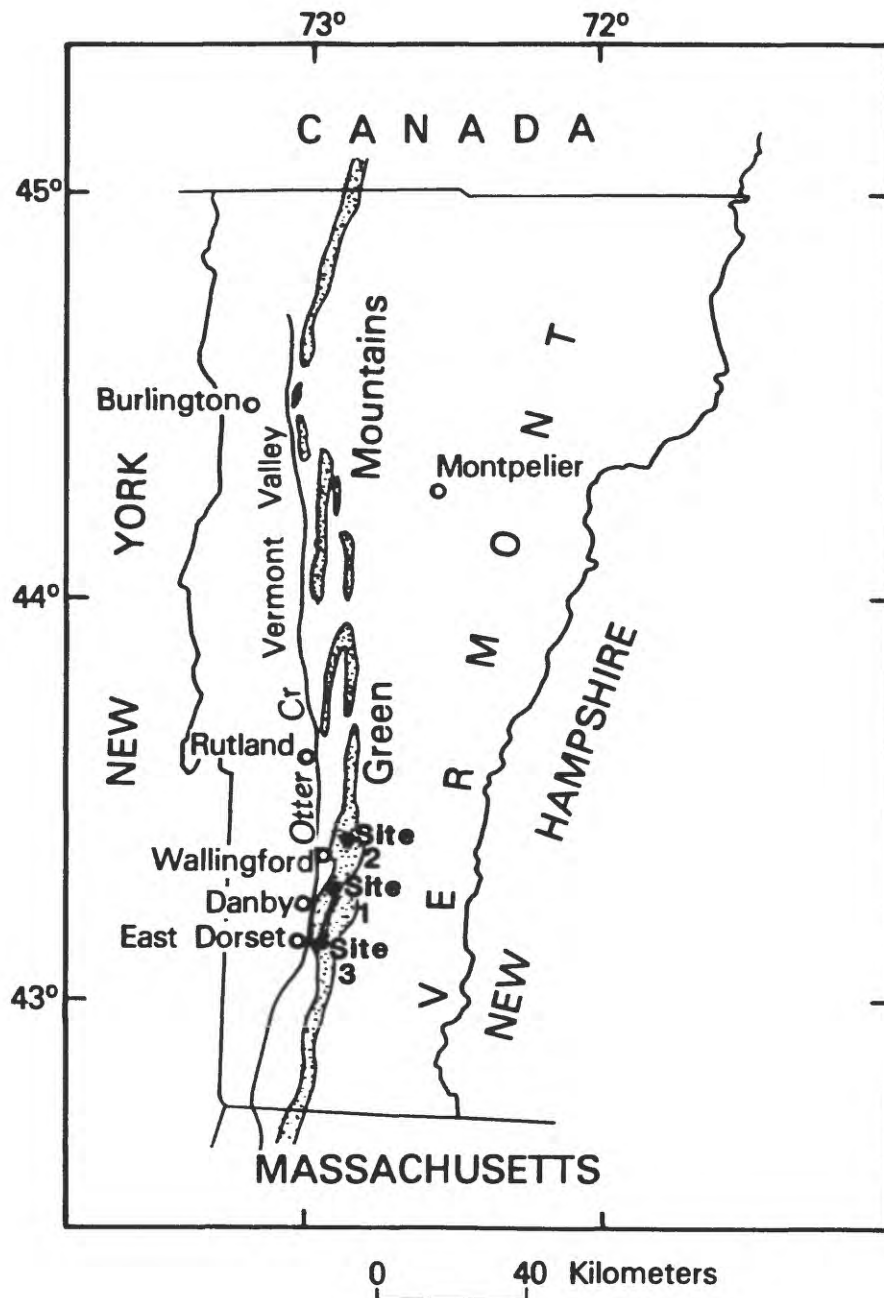 73° 72°
CANADA
45°
Burlington
Mountains
Valley
VERMONT
Montpelier
NEW YORK
44°
Vermont
HAMPSHIRE
NEW
Otter Cr
Green
Rutland
Site 2
Wallingford
Site 1
Danby
East Dorset
Site 3
43°
MASSACHUSETTS
0 40 Kilometers